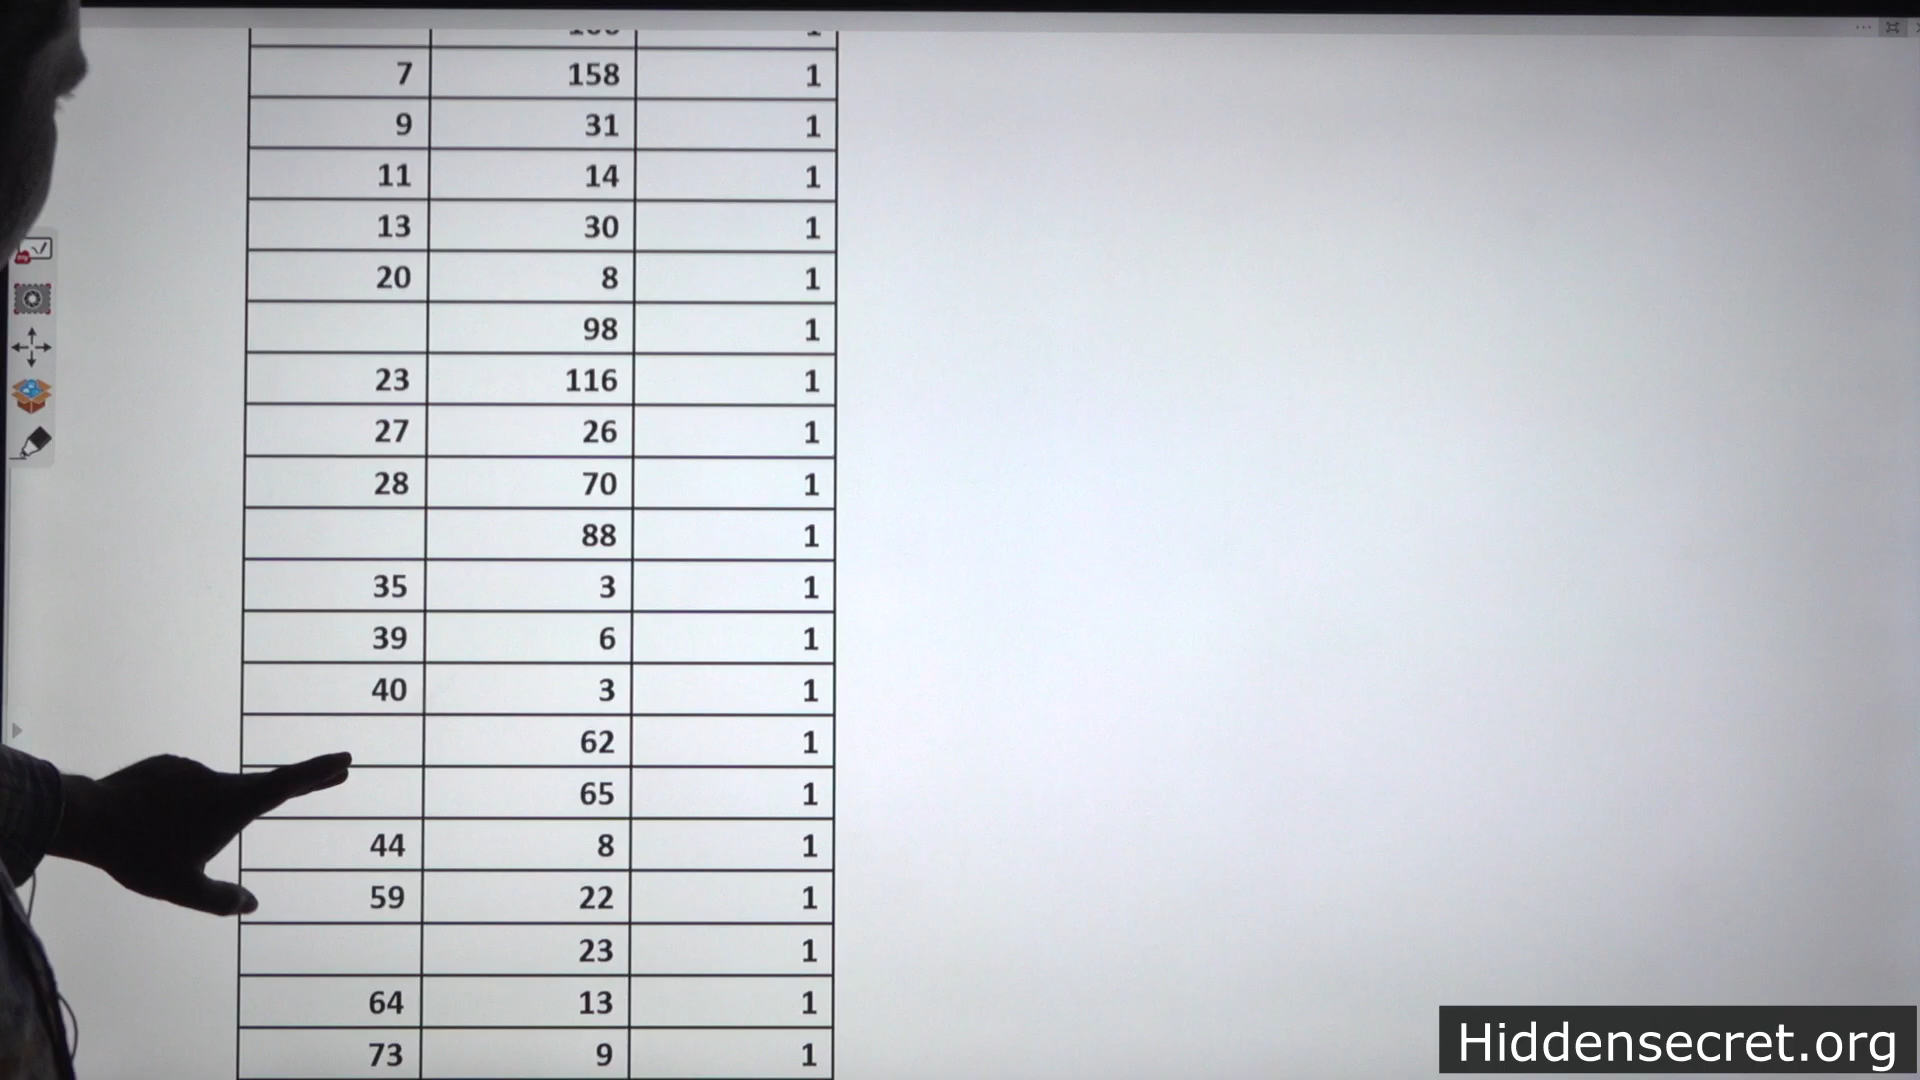 7 158 1
9 31 1
11 14 1
13 30 1
20 8 1
98 1
23 116 1
27 26 1
28 70 1
88 1
35 3 1
39 6 1
40 3 1
62 1
65 1
44 8 1
59 22 1
23 1
64 13 1
73 9 1
Hiddensecret.org